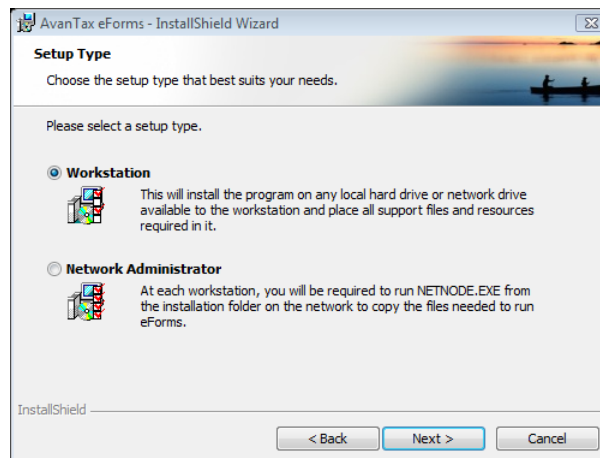 AvanTax eForms - InstallShield Wizard
Setup Type
Choose the setup type that best suits your needs.
Please select a setup type.
Workstation
This will install the program on any local hard drive or network drive
available to the workstation and place all support files and resources
required in it.
Network Administrator
At each workstation, you will be required to run NETNODE.EXE from
the installation folder on the network to copy the files needed to run
eForms.
InstallShield
< Back Next > Cancel